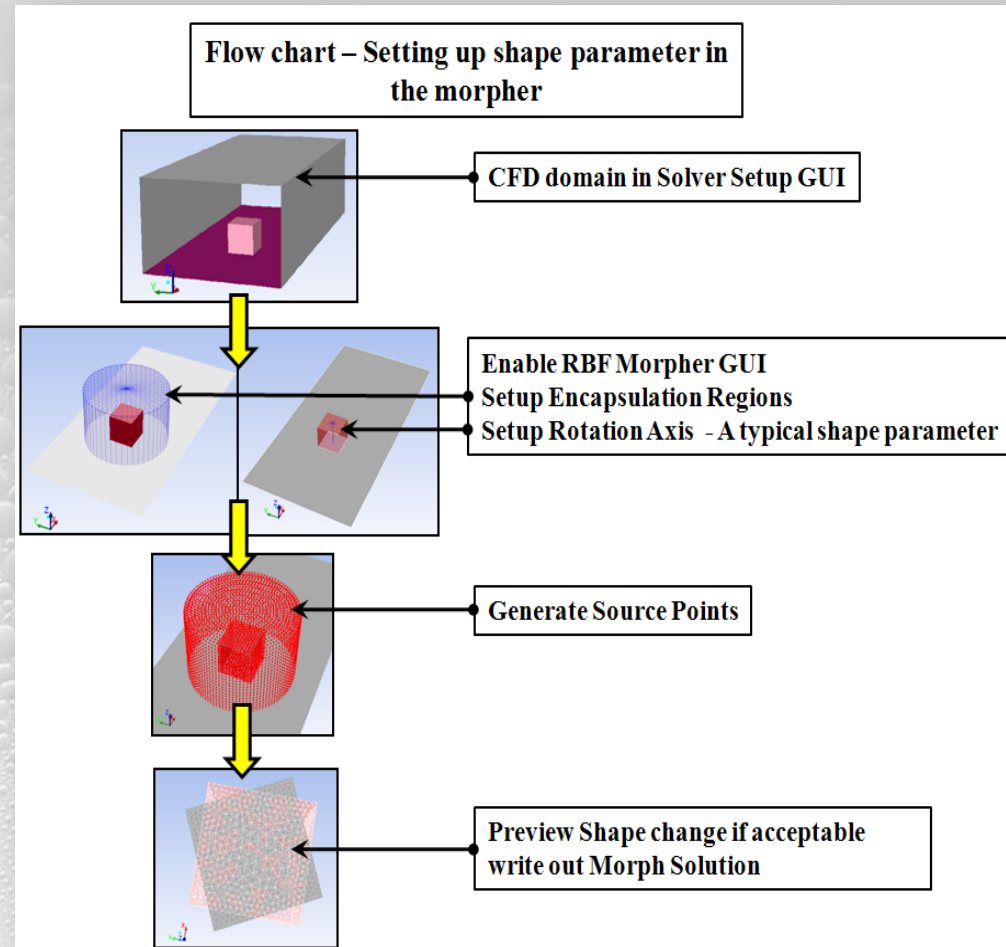 Flow chart – Setting up shape parameter in
the morpher
CFD domain in Solver Setup GUI
Enable RBF Morpher GUI
Setup Encapsulation Regions
Setup Rotation Axis - A typical shape parameter
Generate Source Points
Preview Shape change if acceptable
write out Morph Solution